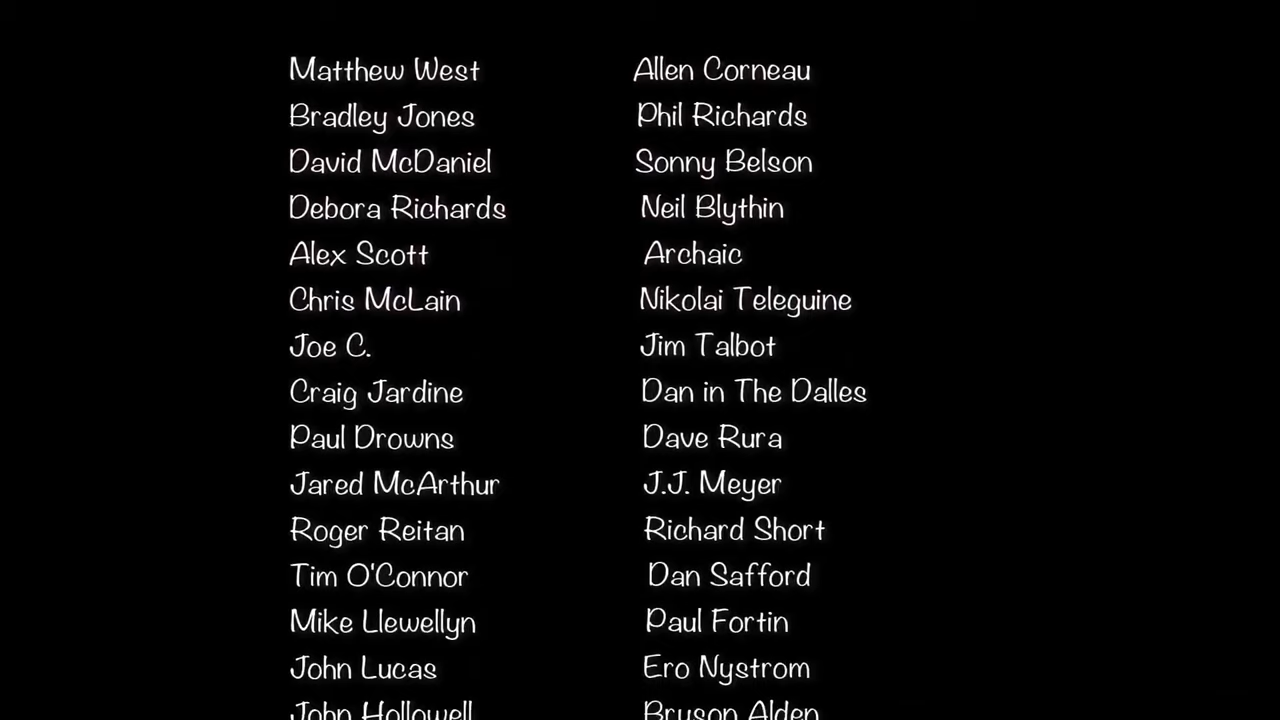 Matthew West
Bradley Jones
David McDaniel
Debora Richards
Alex Scott
Chris McLain
Joe C.
Craig Jardine
Paul Drowns
Jared McArthur
Roger Reitan
Tim O'Connor
Mike Llewellyn
John Lucas
John Hollowell
Allen Corneau
Phil Richards
Sonny Belson
Neil Blythin
Archaic
Nikolai Teleguine
Jim Talbot
Dan in The Dalles
Dave Rura
J.J. Meyer
Richard Short
Dan Safford
Paul Fortin
Ero Nystrom
Bryson Alden